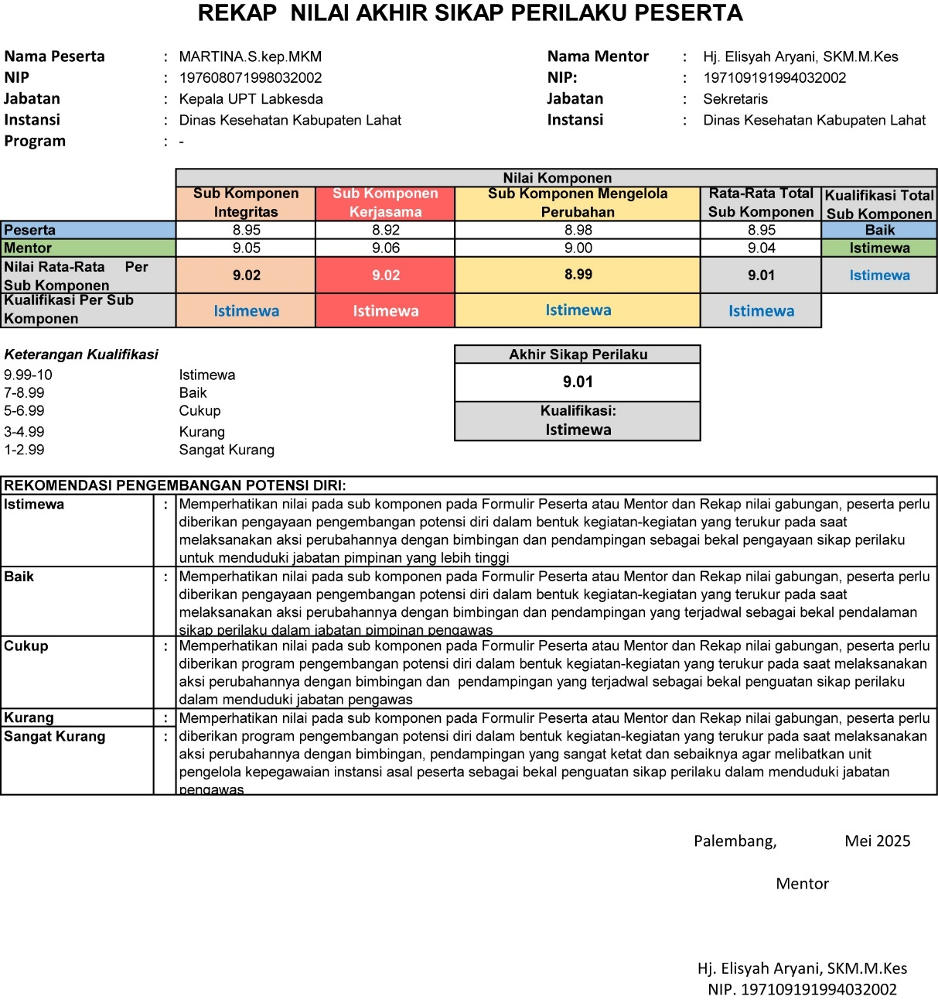 REKAP  NILAI AKHIR SIKAP PERILAKU PESERTA
Nama Peserta : MARTINA.S.kep.MKM
NIP : 197608071998032002
Jabatan : Kepala UPT Labkesda
Instansi : Dinas Kesehatan Kabupaten Lahat
Program : -
Nama Mentor : Hj. Elisyah Aryani, SKM.M.Kes
NIP: : 197109191994032002
Jabatan : Sekretaris
Instansi : Dinas Kesehatan Kabupaten Lahat
Nilai Komponen
Sub Komponen
Integritas
Sub Komponen
Kerjasama
Sub Komponen Mengelola
Perubahan
Rata-Rata Total
Sub Komponen
Kualifikasi Total
Sub Komponen
Peserta 8.95 8.92 8.98 8.95 Baik
Mentor 9.05 9.06 9.00 9.04 Istimewa
Nilai Rata-Rata Per
Sub Komponen
9.02 9.02 8.99 9.01 Istimewa
Kualifikasi Per Sub
Komponen
Istimewa Istimewa Istimewa Istimewa
Keterangan Kualifikasi
9.99-10 Istimewa
7-8.99 Baik
5-6.99 Cukup
3-4.99 Kurang
1-2.99 Sangat Kurang
Akhir Sikap Perilaku
9.01
Kualifikasi:
Istimewa
REKOMENDASI PENGEMBANGAN POTENSI DIRI:
Istimewa : Memperhatikan nilai pada sub komponen pada Formulir Peserta atau Mentor dan Rekap nilai gabungan, peserta perlu
diberikan pengayaan pengembangan potensi diri dalam bentuk kegiatan-kegiatan yang terukur pada saat
melaksanakan aksi perubahannya dengan bimbingan dan pendampingan sebagai bekal pengayaan sikap perilaku
untuk menduduki jabatan pimpinan yang lebih tinggi
Baik : Memperhatikan nilai pada sub komponen pada Formulir Peserta atau Mentor dan Rekap nilai gabungan, peserta perlu
diberikan pengayaan pengembangan potensi diri dalam bentuk kegiatan-kegiatan yang terukur pada saat
melaksanakan aksi perubahannya dengan bimbingan dan pendampingan yang terjadwal sebagai bekal pendalaman
sikap perilaku dalam jabatan pimpinan pengawas
Cukup : Memperhatikan nilai pada sub komponen pada Formulir Peserta atau Mentor dan Rekap nilai gabungan, peserta perlu
diberikan program pengembangan potensi diri dalam bentuk kegiatan-kegiatan yang terukur pada saat melaksanakan
aksi perubahannya dengan bimbingan dan  pendampingan yang terjadwal sebagai bekal penguatan sikap perilaku
dalam menduduki jabatan pengawas
Kurang : Memperhatikan nilai pada sub komponen pada Formulir Peserta atau Mentor dan Rekap nilai gabungan, peserta perlu
Sangat Kurang : diberikan program pengembangan potensi diri dalam bentuk kegiatan-kegiatan yang terukur pada saat melaksanakan
aksi perubahannya dengan bimbingan, pendampingan yang sangat ketat dan sebaiknya agar melibatkan unit
pengelola kepegawaian instansi asal peserta sebagai bekal penguatan sikap perilaku dalam menduduki jabatan
pengawas
Palembang, Mei 2025
Mentor
Hj. Elisyah Aryani, SKM.M.Kes
NIP. 197109191994032002